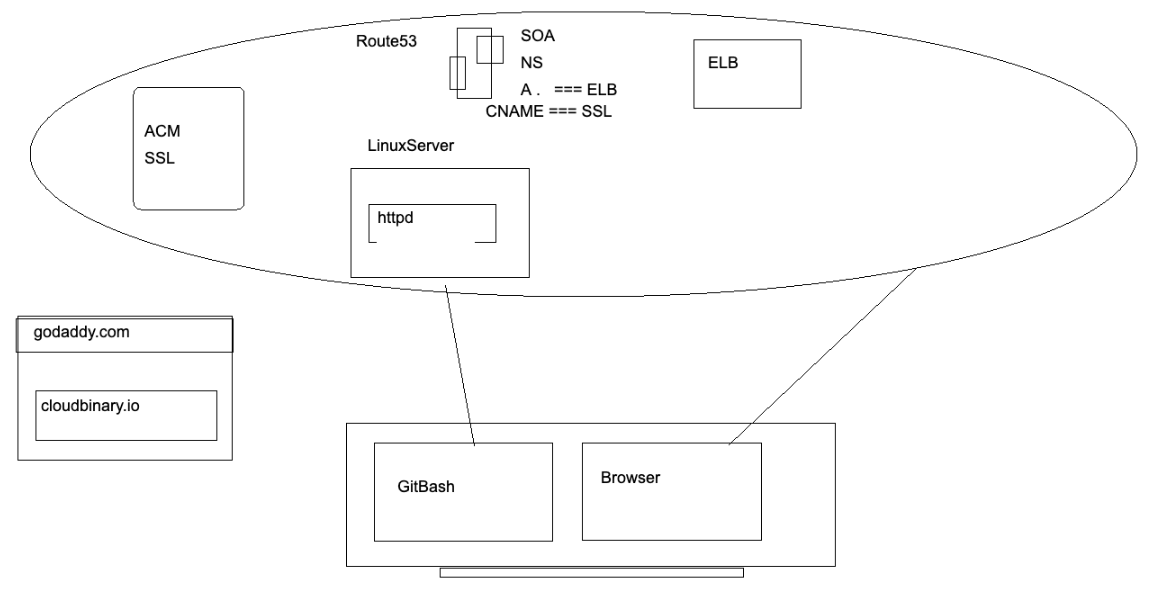 Route53
SOA
NS
A .   === ELB
CNAME === SSL
ELB
ACM
SSL
LinuxServer
httpd
godaddy.com
cloudbinary.io
GitBash
Browser